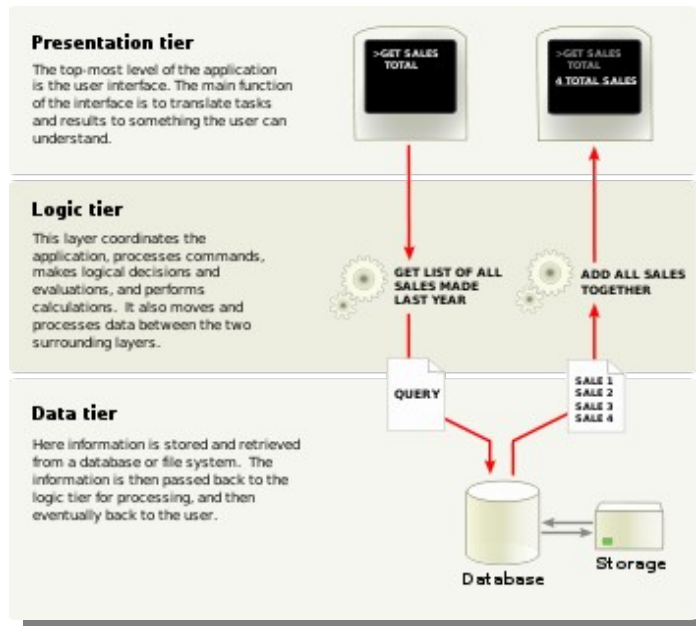 Presentation tier
The top-most level of the application
is the user interface. The main function
of the interface is to translate tasks
and results to something the user can
understand.
>GET SALES
TOTAL
>GET SALES
TOTAL
4 TOTAL SALES
Logic tier
This layer coordinates the
application, processes commands,
makes logical decisions and
evaluations, and performs
calculations. It also moves and
processes data between the two
surrounding layers.
GET LIST OF ALL
SALES MADE
LAST YEAR
ADD ALL SALES
TOGETHER
Data tier
Here information is stored and retrieved
from a database or file system. The
information is then passed back to the
logic tier for processing, and then
eventually back to the user.
QUERY
SALE 1
SALE 2
SALE 3
SALE 4
Database
Storage